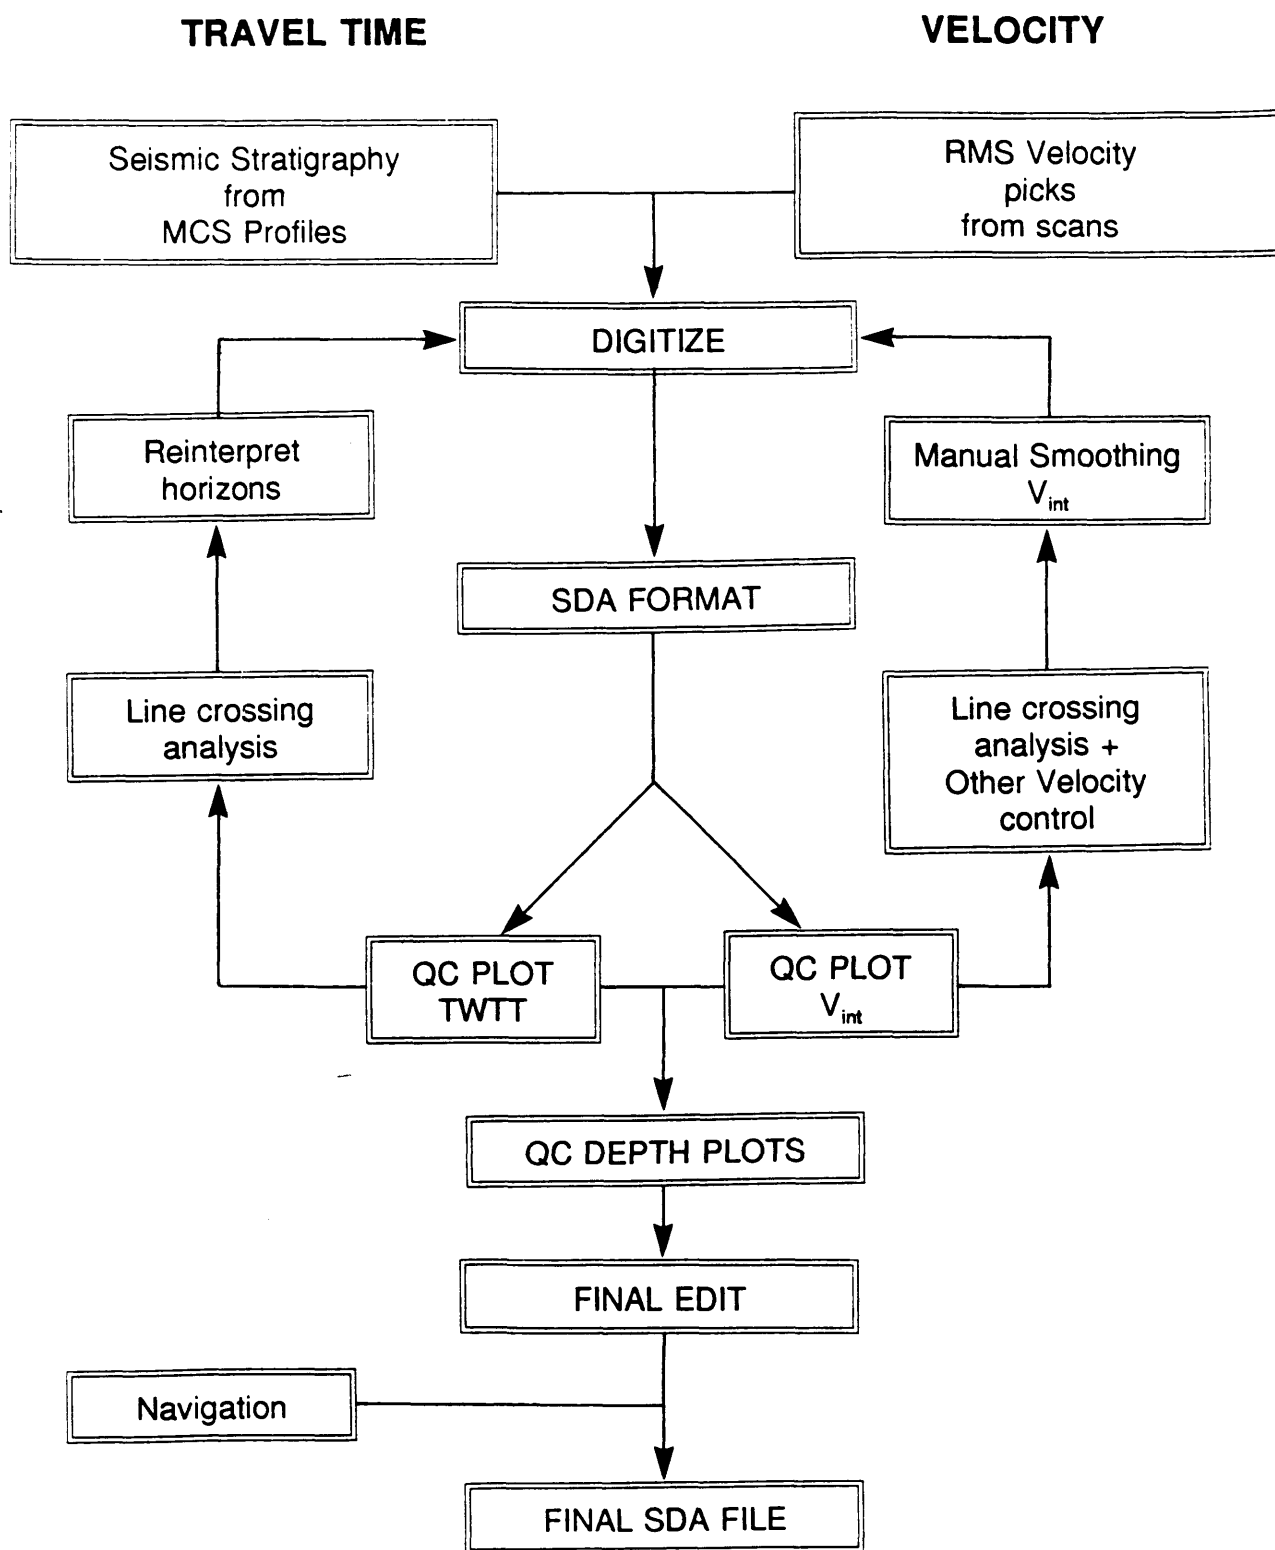 TRAVEL TIME
VELOCITY
Seismic Stratigraphy
from
MCS Profiles
RMS Velocity
picks
from scans
DIGITIZE
Reinterpret
horizons
Manual Smoothing
V_int
SDA FORMAT
Line crossing
analysis
Line crossing
analysis +
Other Velocity
control
QC PLOT
TWTT
QC PLOT
V_int
QC DEPTH PLOTS
FINAL EDIT
Navigation
FINAL SDA FILE